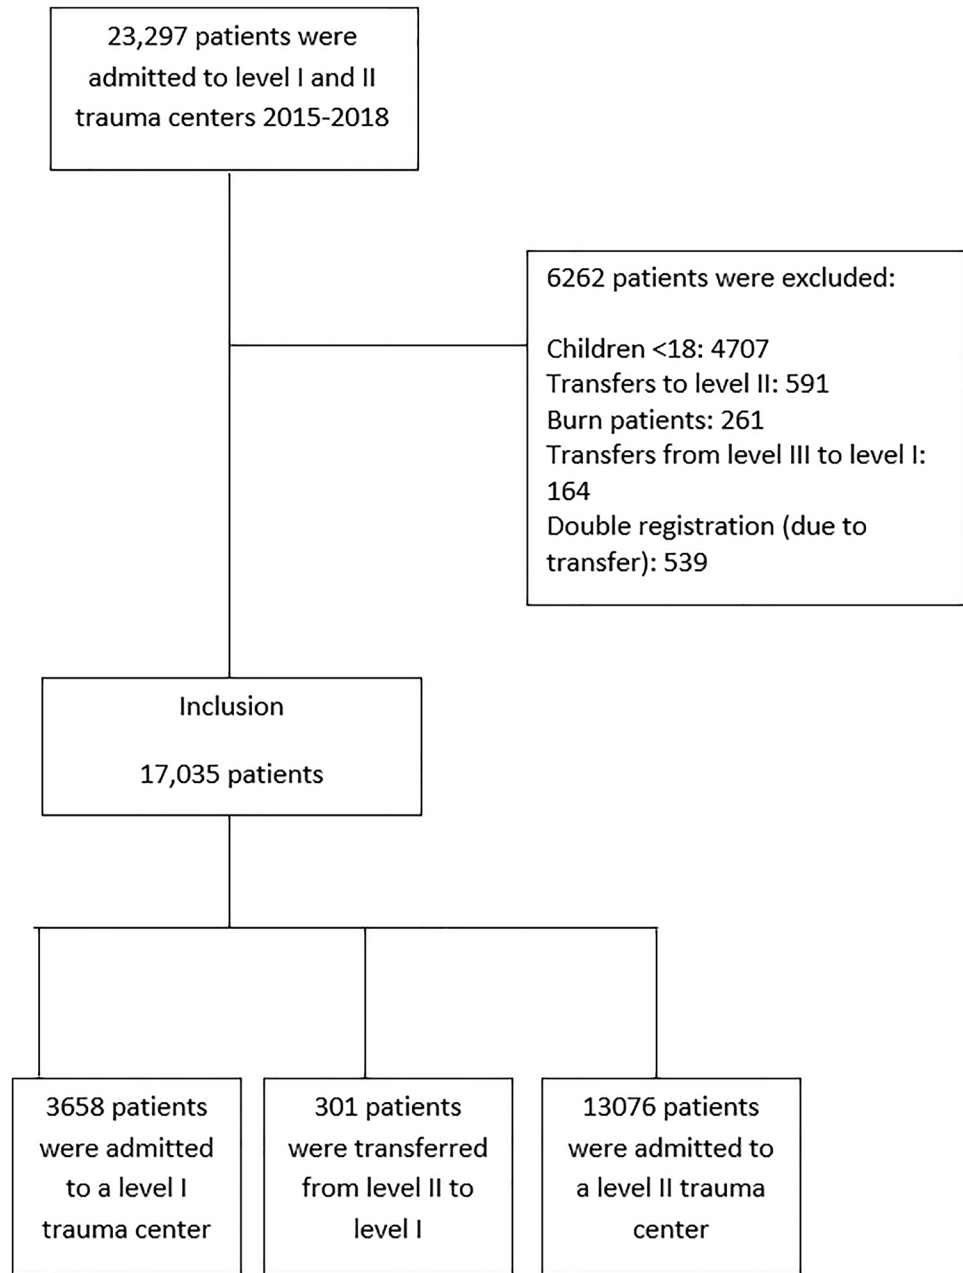 23,297 patients were
admitted to level I and II
trauma centers 2015-2018
6262 patients were excluded:
Children <18: 4707
Transfers to level II: 591
Burn patients: 261
Transfers from level III to level I:
164
Double registration (due to
transfer): 539
Inclusion
17,035 patients
3658 patients
were admitted
to a level I
trauma center
301 patients
were transferred
from level II to
level I
13076 patients
were admitted to
a level II trauma
center